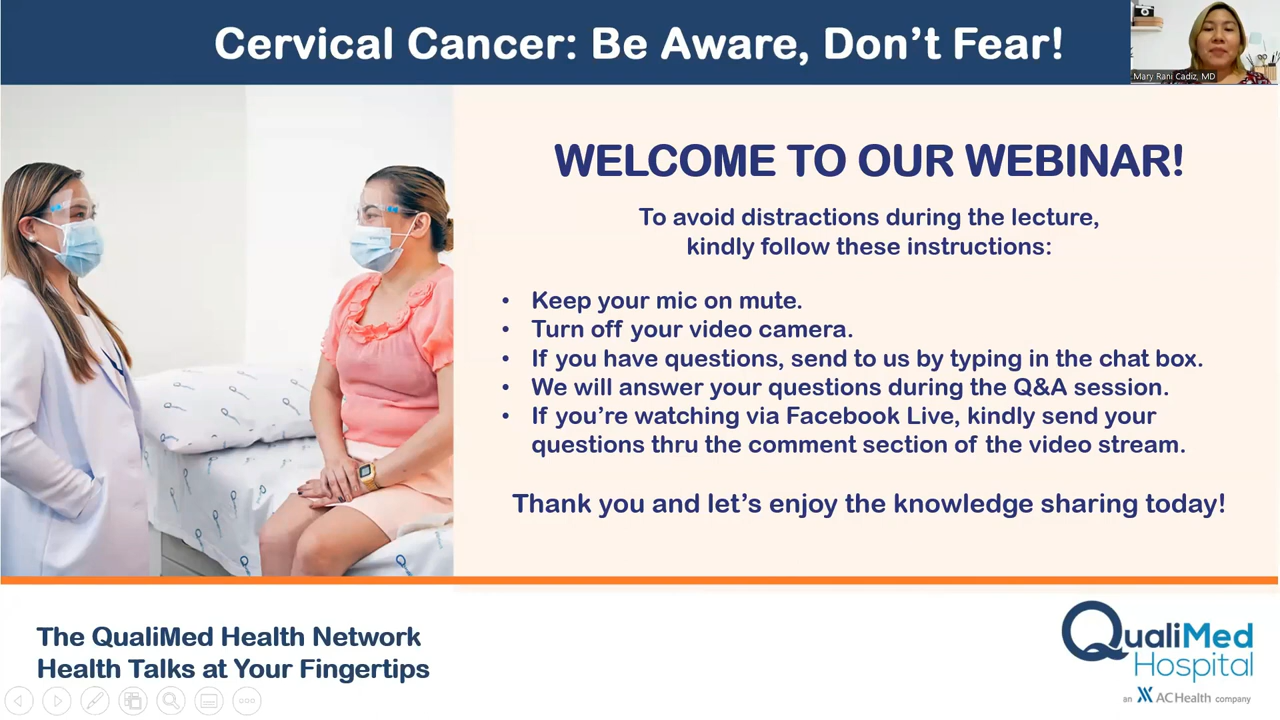 Cervical Cancer: Be Aware, Don’t Fear!
Mary Rani Cadiz, MD
WELCOME TO OUR WEBINAR!
To avoid distractions during the lecture,
kindly follow these instructions:
• Keep your mic on mute.
• Turn off your video camera.
• If you have questions, send to us by typing in the chat box.
• We will answer your questions during the Q&A session.
• If you’re watching via Facebook Live, kindly send your
questions thru the comment section of the video stream.
Thank you and let’s enjoy the knowledge sharing today!
The QualiMed Health Network
Health Talks at Your Fingertips
QualiMed
Hospital
an ACHealth company